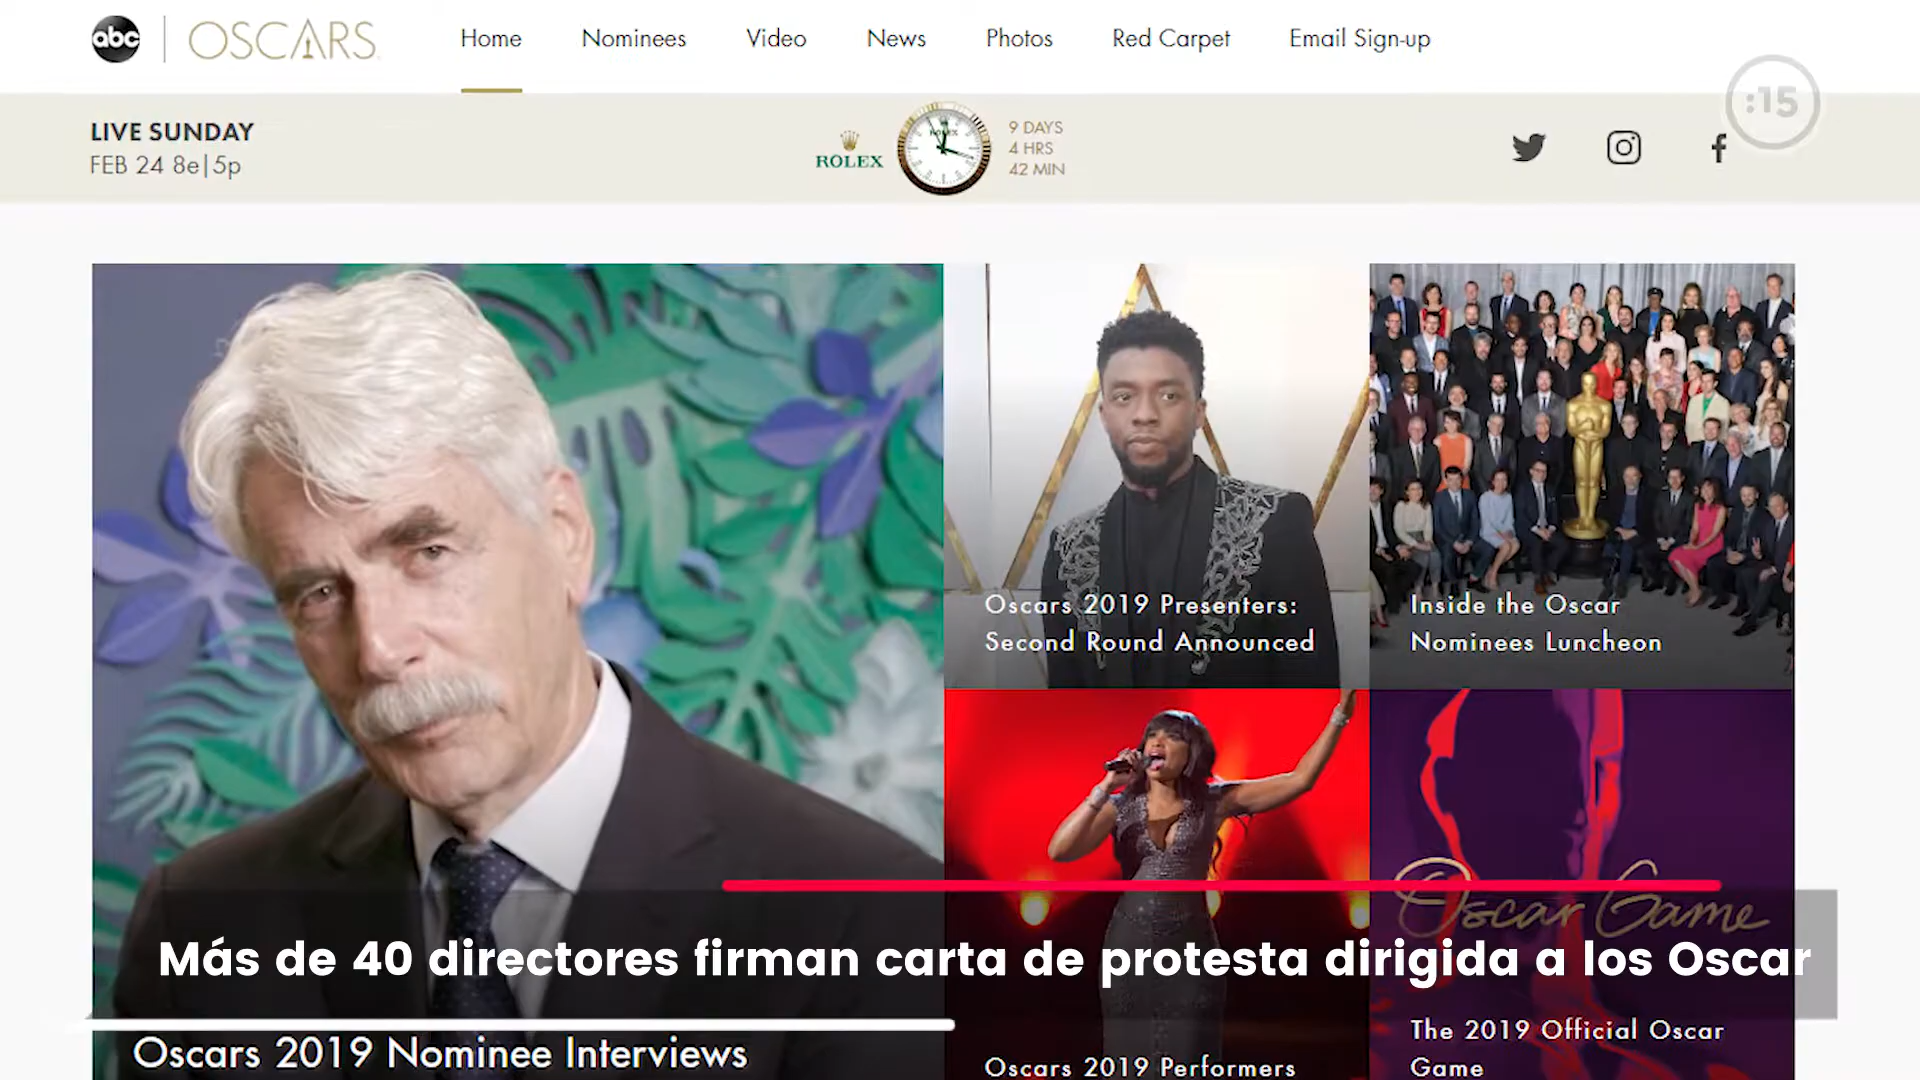 abc
OSCARS
Home
Nominees
Video
News
Photos
Red Carpet
Email Sign-up
:15
LIVE SUNDAY
FEB 24 8e|5p
ROLEX
9 DAYS
4 HRS
42 MIN
Oscars 2019 Presenters:
Second Round Announced
Inside the Oscar
Nominees Luncheon
Oscar Game
Más de 40 directores firman carta de protesta dirigida a los Oscar
Oscars 2019 Nominee Interviews
Oscars 2019 Performers
The 2019 Official Oscar
Game